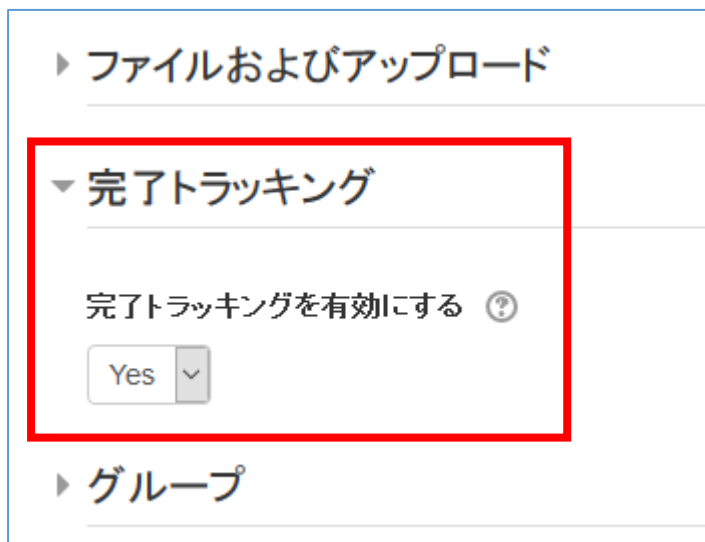 ファイルおよびアップロード
完了トラッキング
完了トラッキングを有効にする
Yes
グループ